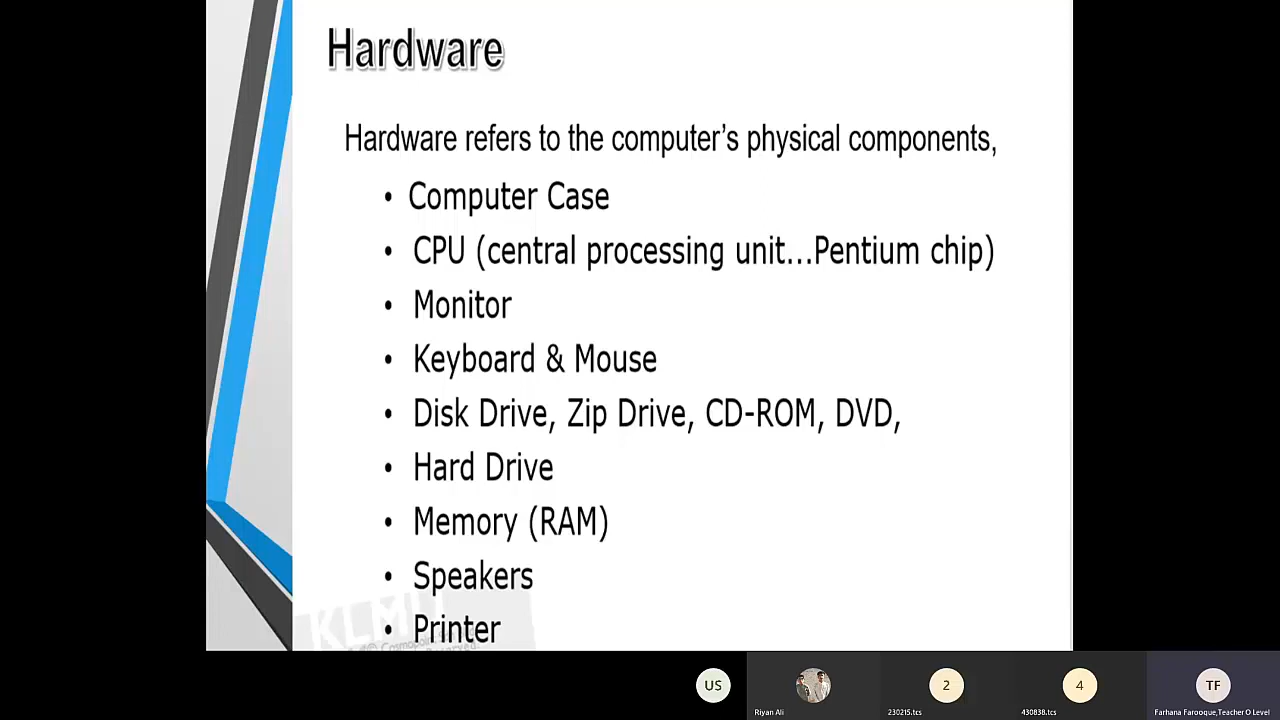 Hardware
Hardware refers to the computer's physical components,
• Computer Case
• CPU (central processing unit...Pentium chip)
• Monitor
• Keyboard & Mouse
• Disk Drive, Zip Drive, CD-ROM, DVD,
• Hard Drive
• Memory (RAM)
• Speakers
• Printer
US
2
4
TF
Riyan Ali
230215.tcs
430838.tcs
Farhana Farooque,Teacher O Level